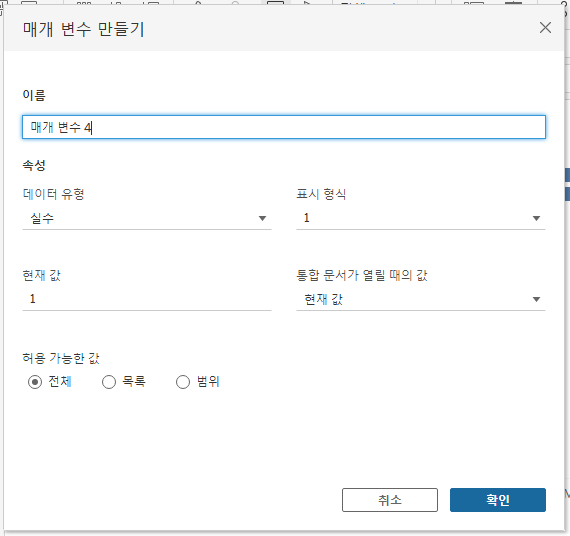 매개 변수 만들기
이름
매개 변수 4
속성
데이터 유형
표시 형식
실수
1
현재 값
통합 문서가 열릴 때의 값
1
현재 값
허용 가능한 값
전체
목록
범위
취소
확인